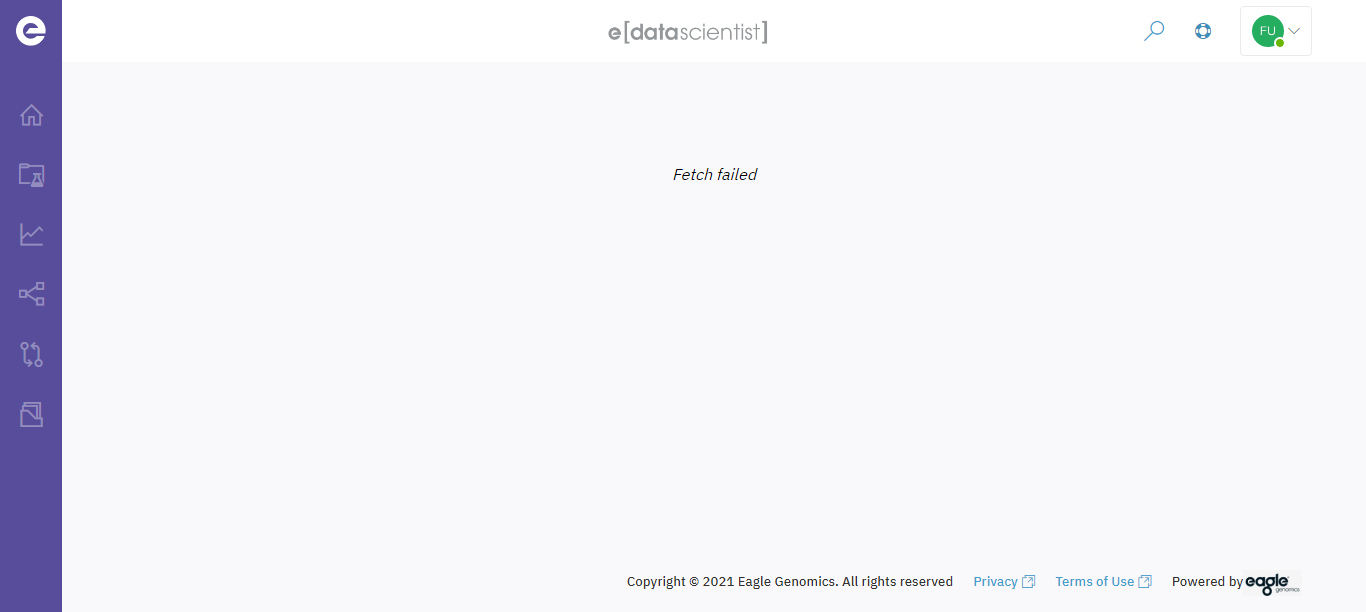 e
e[datascientist]
FU
Fetch failed
Copyright © 2021 Eagle Genomics. All rights reserved Privacy Terms of Use Powered by eagle genomics